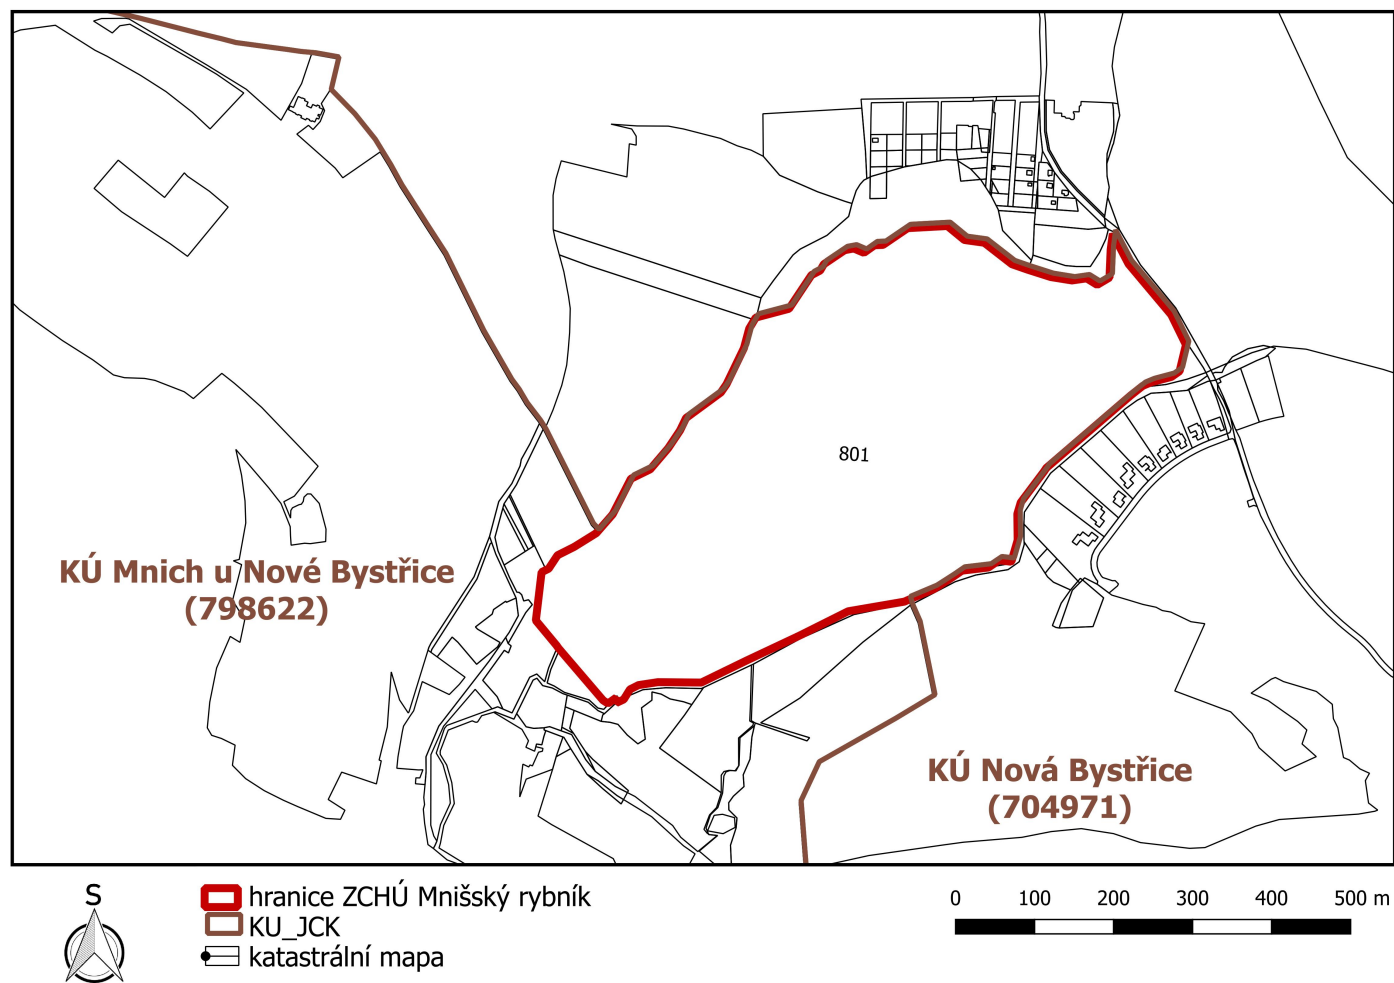 801
KÚ Mnich u Nové Bystřice
(798622)
KÚ Nová Bystřice
(704971)
S
hranice ZCHÚ Mnišský rybník
KU_JCK
katastrální mapa
0 100 200 300 400 500 m